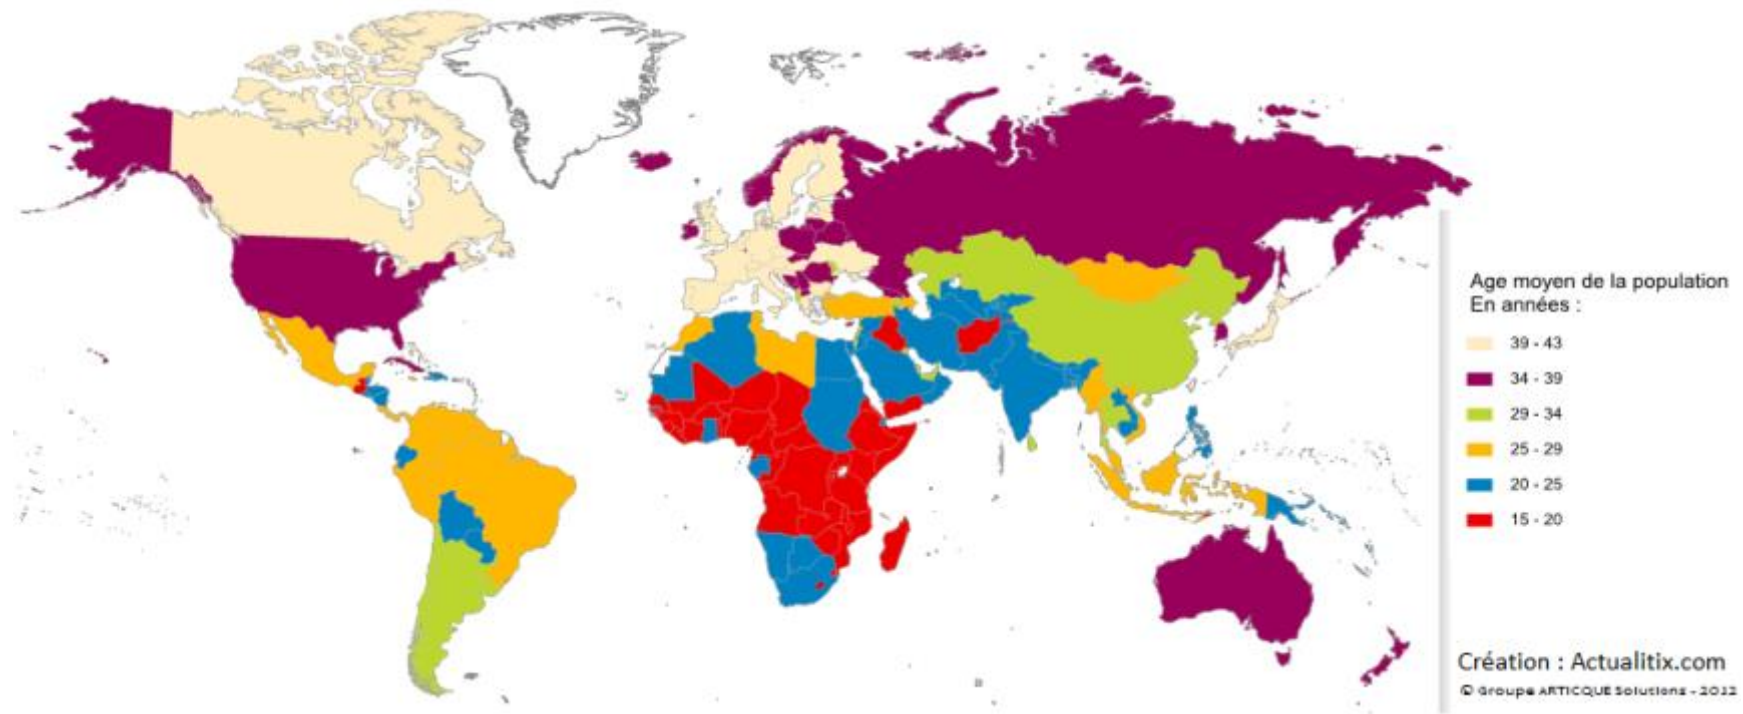 Age moyen de la population
En années :
39 - 43
34 - 39
29 - 34
25 - 29
20 - 25
15 - 20
Création : Actualitix.com
© Groupe ARTICQUE Solutions - 2012